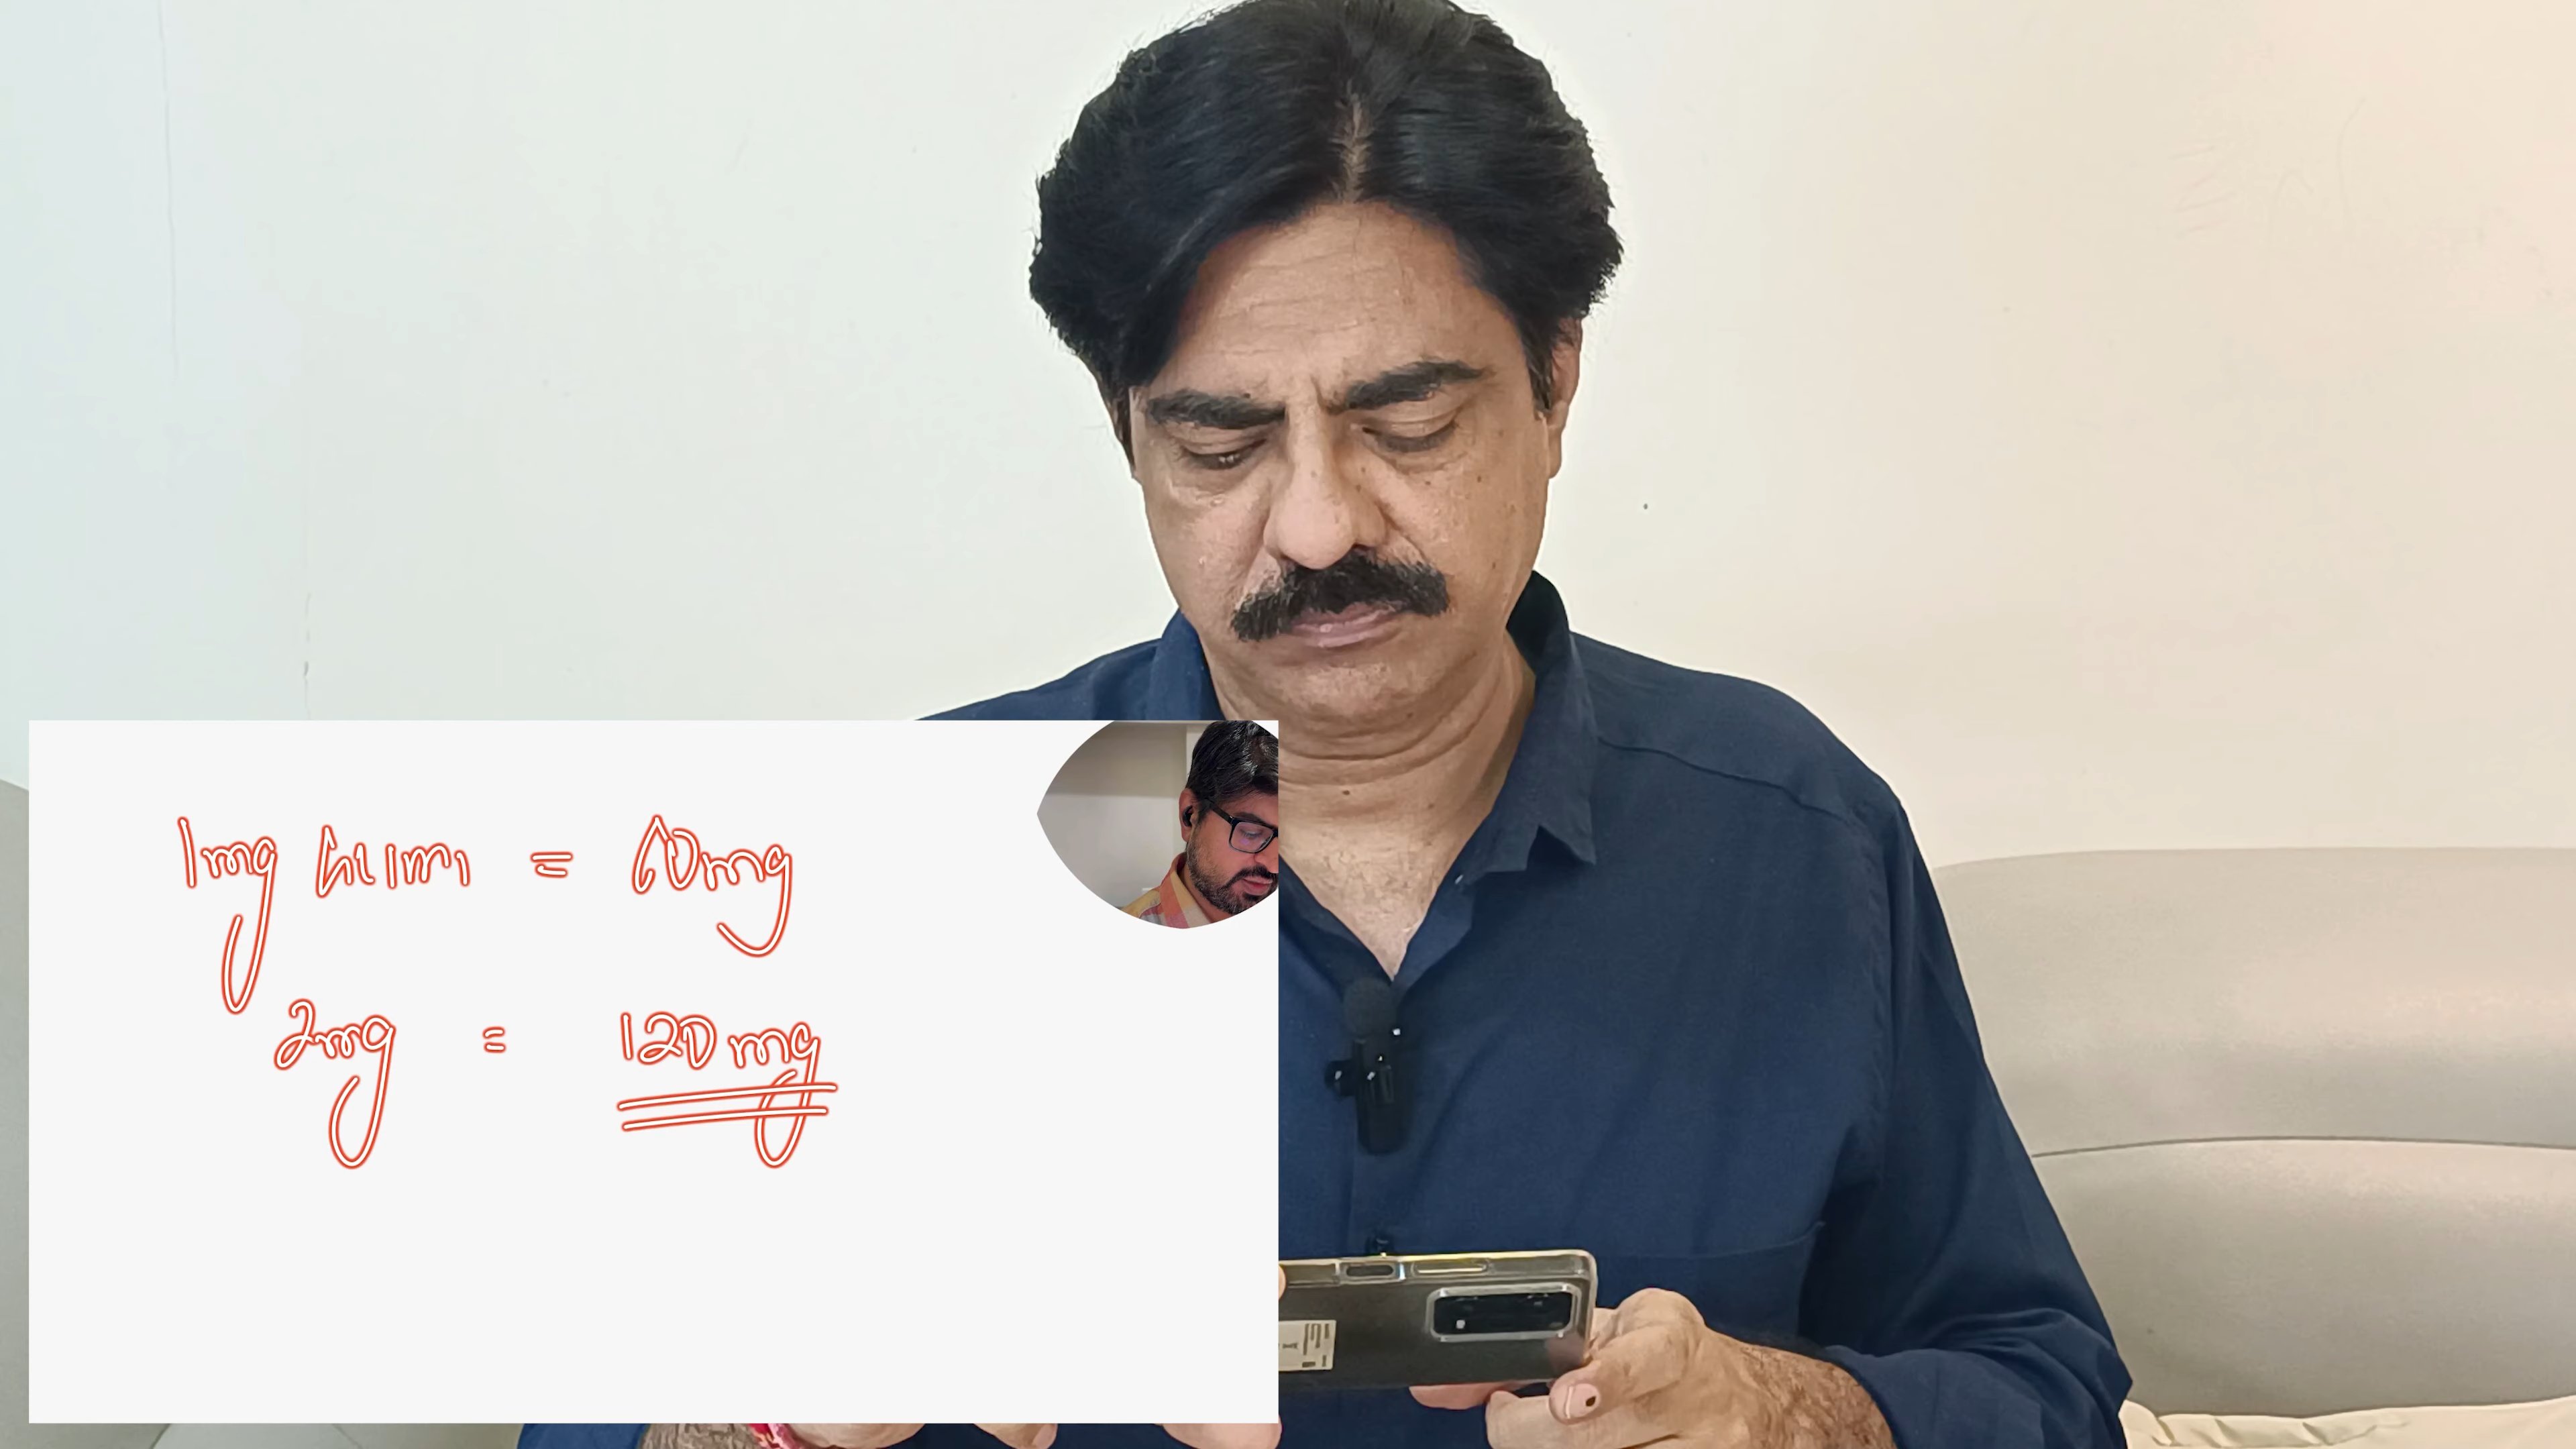 1mg = 60mg
2mg = 120mg